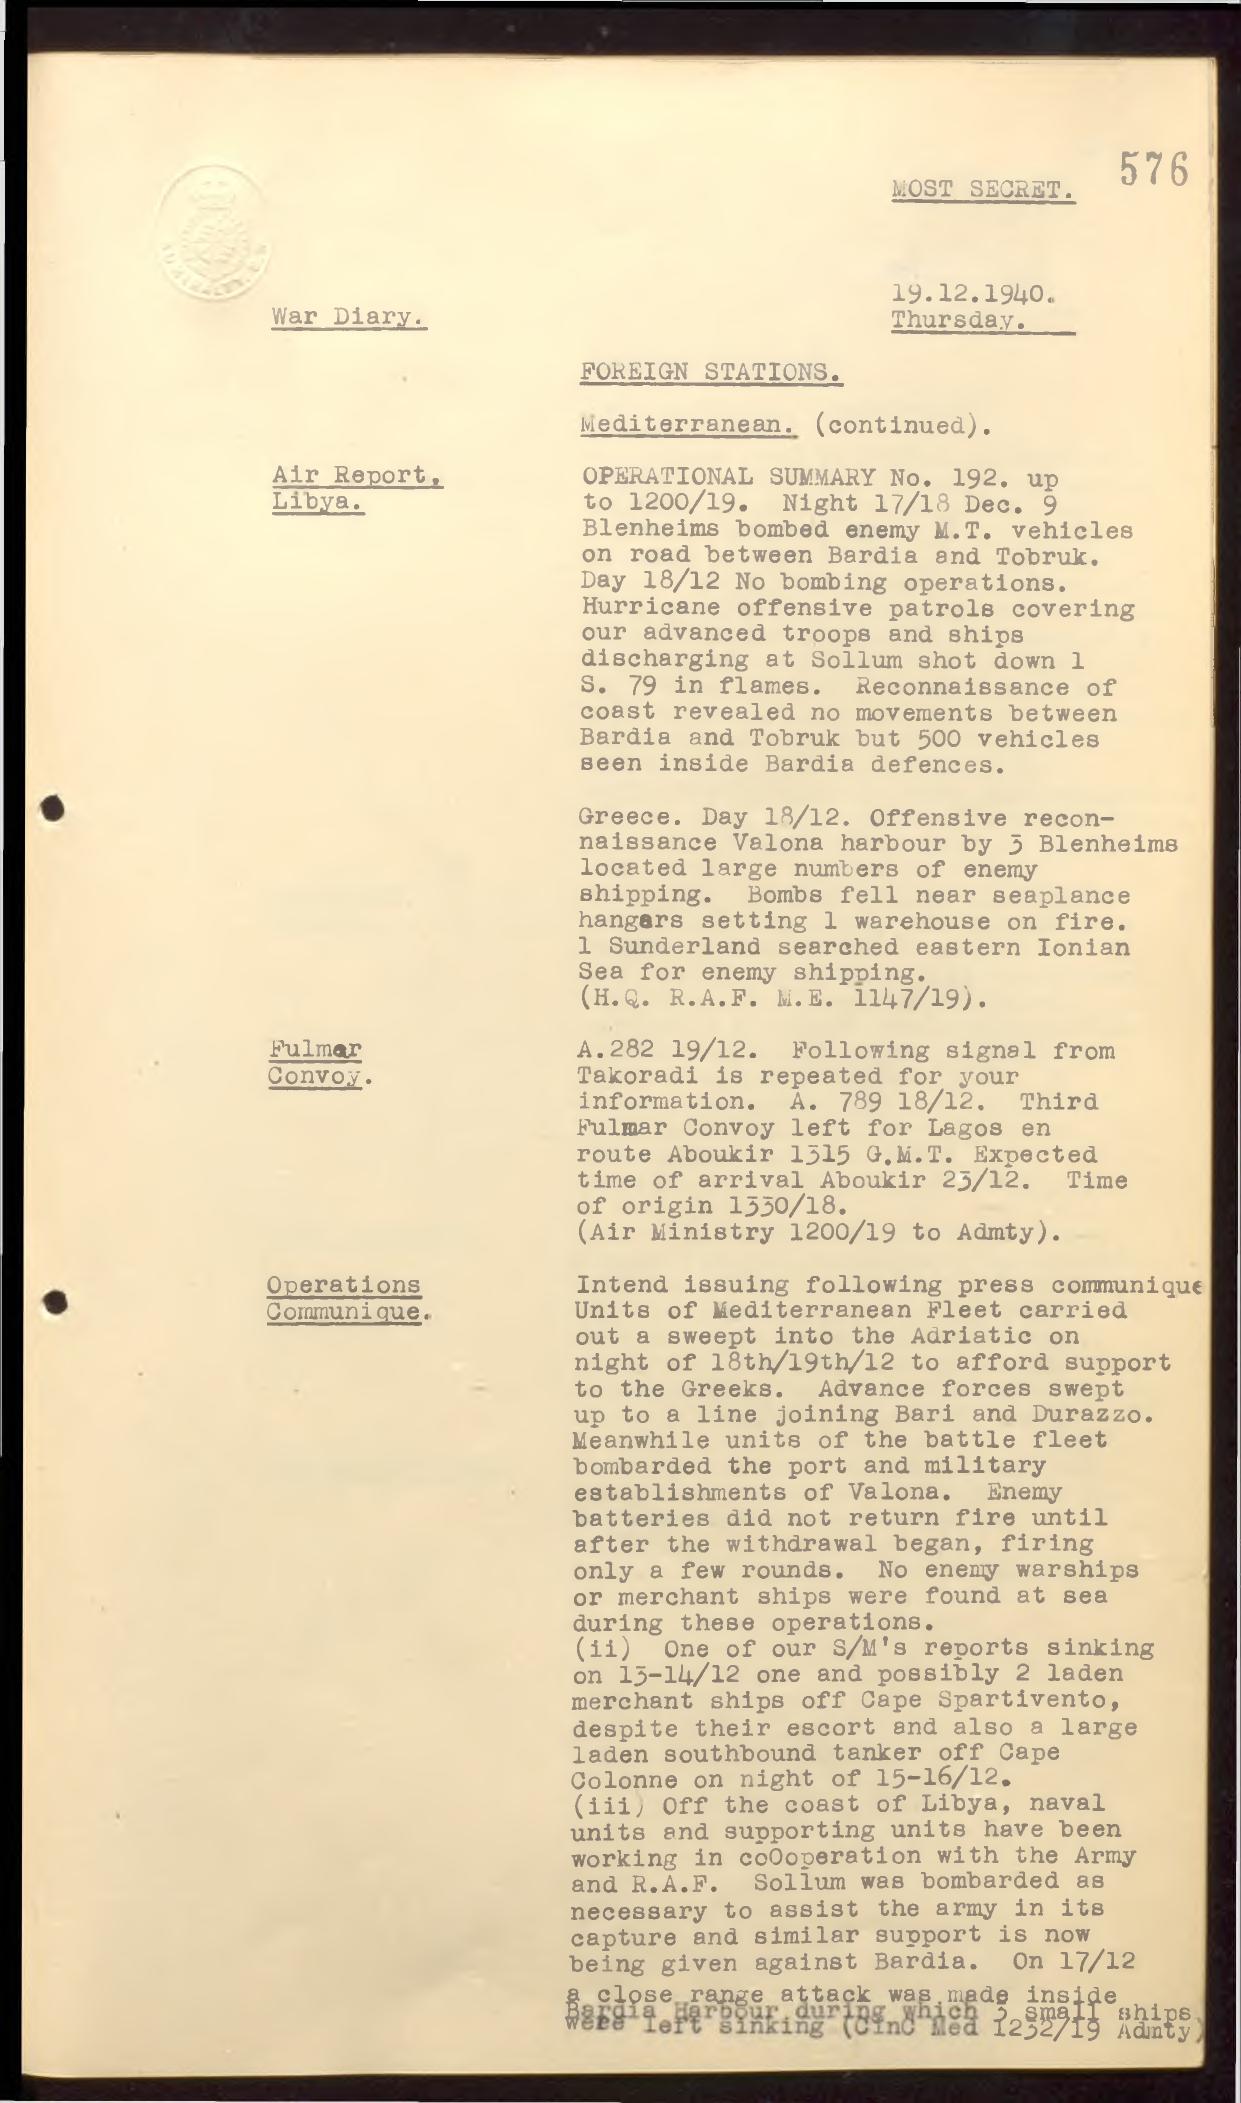 576
MOST SECRET.
19.12.1940.
War Diary.
Thursday.
FOREIGN STATIONS.
Mediterranean. (continued).
Air Report,
Libya.
OPERATIONAL SUMMARY No. 192. up
to 1200/19. Night 17/18 Dec. 9
Blenheims bombed enemy M.T. vehicles
on road between Bardia and Tobruk.
Day 18/12 No bombing operations.
Hurricane offensive patrols covering
our advanced troops and ships
discharging at Sollum shot down 1
S. 79 in flames. Reconnaissance of
coast revealed no movements between
Bardia and Tobruk but 500 vehicles
seen inside Bardia defences.
Greece. Day 18/12. Offensive recon-
naissance Valona harbour by 3 Blenheims
located large numbers of enemy
shipping. Bombs fell near seaplance
hangers setting 1 warehouse on fire.
1 Sunderland searched eastern Ionian
Sea for enemy shipping.
(H.Q. R.A.F. M.E. 1147/19).
Fulmar
Convoy.
A.282 19/12. Following signal from
Takoradi is repeated for your
information. A. 789 18/12. Third
Fulmar Convoy left for Lagos en
route Aboukir 1315 G.M.T. Expected
time of arrival Aboukir 23/12. Time
of origin 1330/18.
(Air Ministry 1200/19 to Admty).
Operations
Communique.
Intend issuing following press communique
Units of Mediterranean Fleet carried
out a sweept into the Adriatic on
night of 18th/19th/12 to afford support
to the Greeks. Advance forces swept
up to a line joining Bari and Durazzo.
Meanwhile units of the battle fleet
bombarded the port and military
establishments of Valona. Enemy
batteries did not return fire until
after the withdrawal began, firing
only a few rounds. No enemy warships
or merchant ships were found at sea
during these operations.
(ii) One of our S/M's reports sinking
on 13-14/12 one and possibly 2 laden
merchant ships off Cape Spartivento,
despite their escort and also a large
laden southbound tanker off Cape
Colonne on night of 15-16/12.
(iii) Off the coast of Libya, naval
units and supporting units have been
working in coOoperation with the Army
and R.A.F. Sollum was bombarded as
necessary to assist the army in its
capture and similar support is now
being given against Bardia. On 17/12
a close range attack was made inside
Bardia Harbour during which 3 small ships
were left sinking (CinC Med 1232/19 Admty)